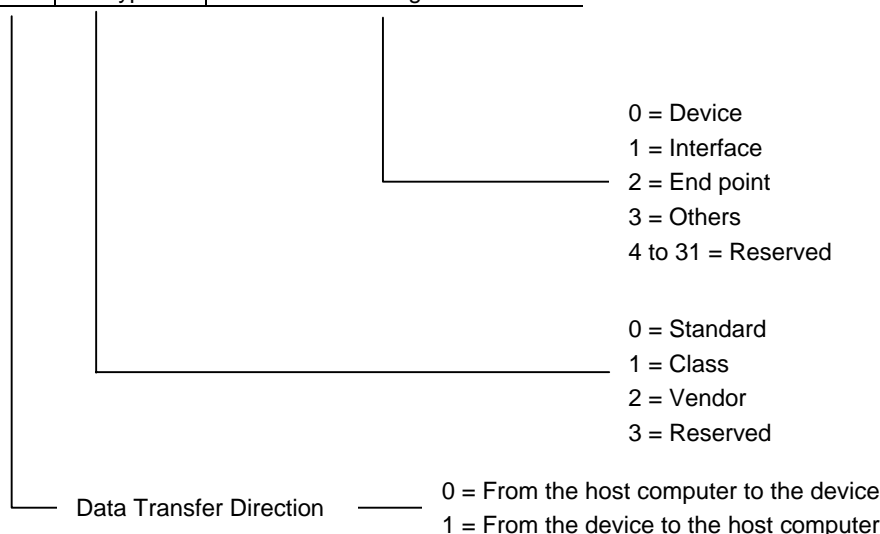 0 = Device
1 = Interface
2 = End point
3 = Others
4 to 31 = Reserved
0 = Standard
1 = Class
2 = Vendor
3 = Reserved
Data Transfer Direction
0 = From the host computer to the device
1 = From the device to the host computer